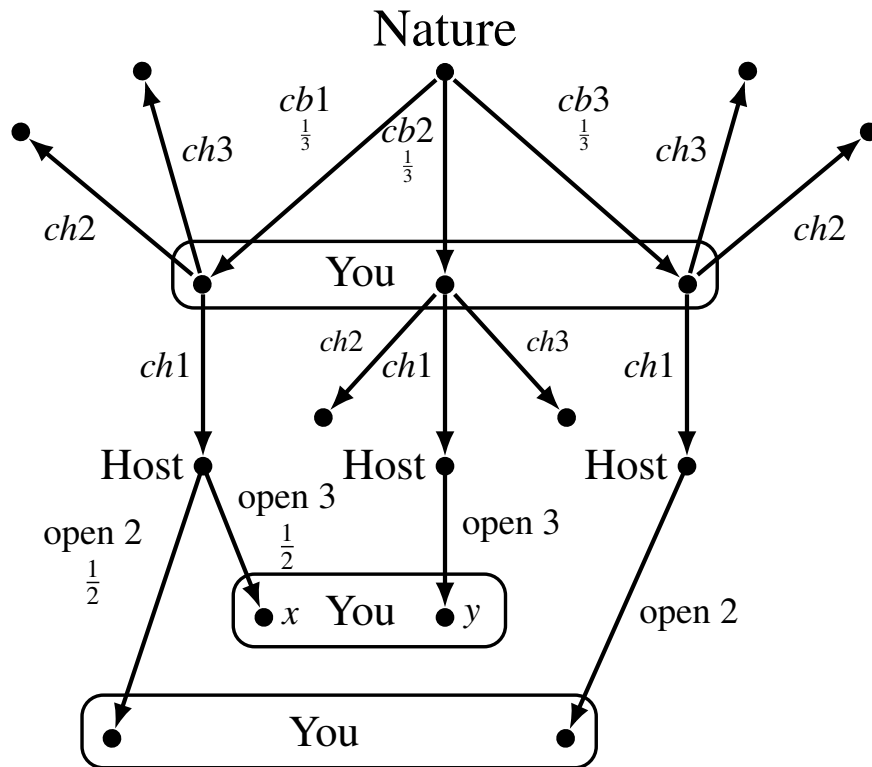 Nature
cb1
1/3
cb2
1/3
cb3
1/3
ch3
ch3
ch2
ch2
You
ch2
ch3
ch1
ch1
ch1
Host
Host
Host
open 3
1/2
open 3
open 2
1/2
x
You
y
open 2
You